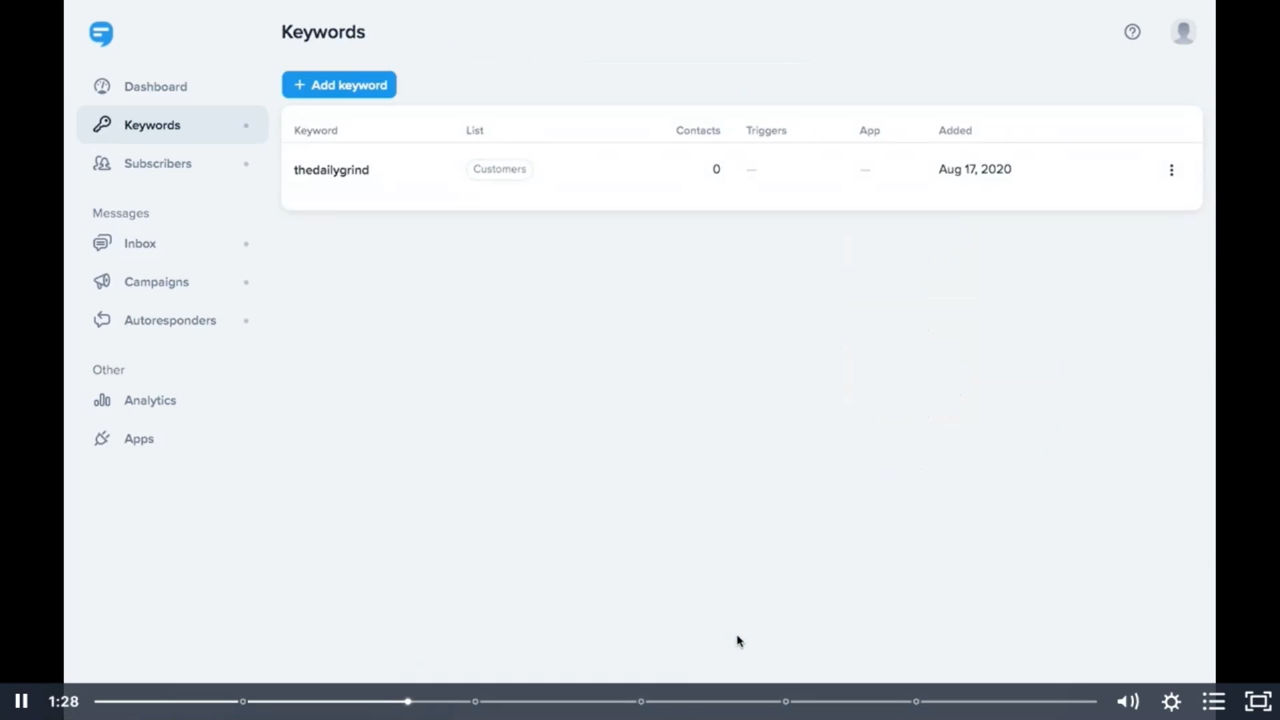 Keywords
Dashboard
Keywords
Subscribers
Messages
Inbox
Campaigns
Autoresponders
Other
Analytics
Apps
+ Add keyword
Keyword List Contacts Triggers App Added
thedailygrind Customers 0 — — Aug 17, 2020
1:28